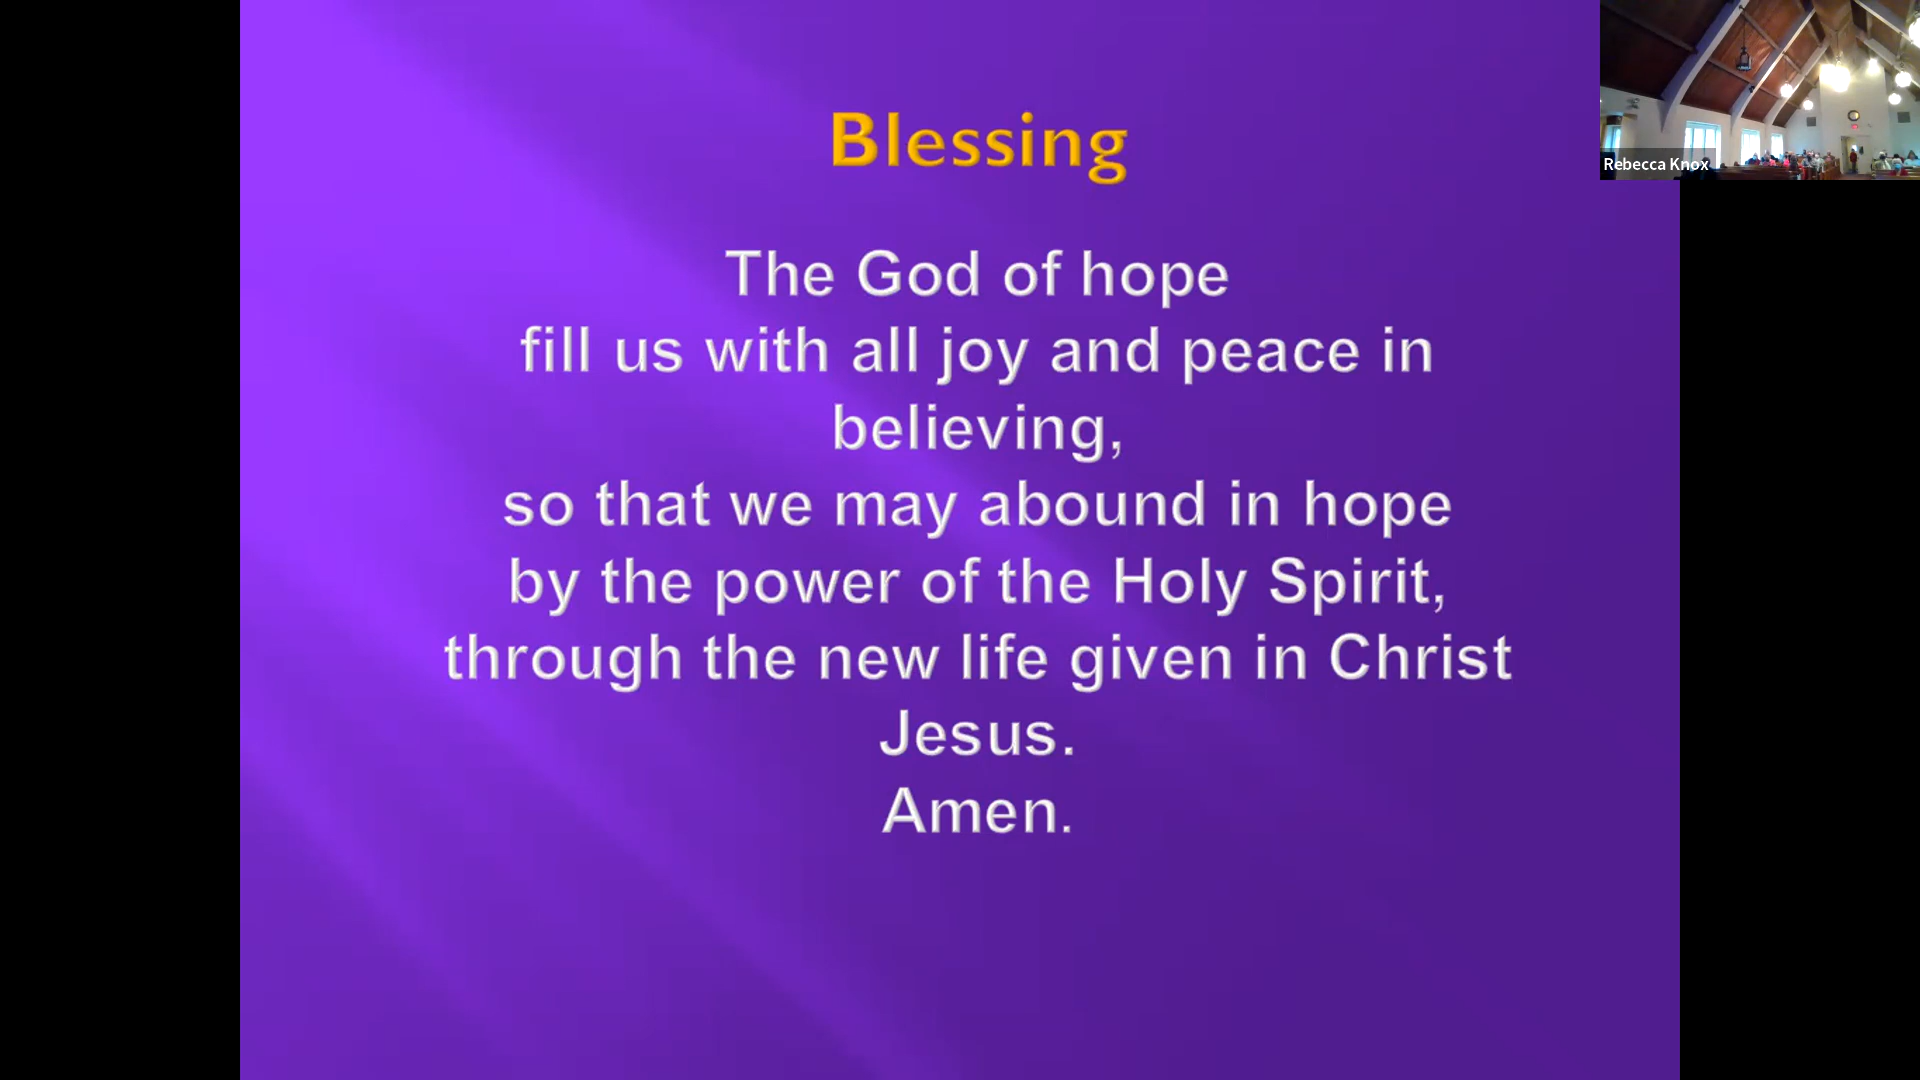 Blessing
The God of hope
fill us with all joy and peace in
believing,
so that we may abound in hope
by the power of the Holy Spirit,
through the new life given in Christ
Jesus.
Amen.
Rebecca Knox